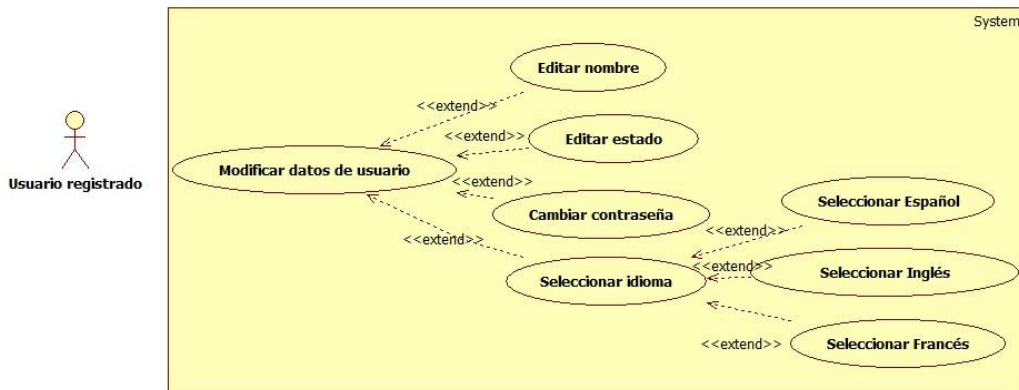 System
Editar nombre
<<extend>>
Editar estado
<<extend>>
Usuario registrado
Modificar datos de usuario
<<extend>>
Cambiar contraseña
Seleccionar Español
<<extend>>
<<extend>>
Seleccionar idioma
<<extend>>
Seleccionar Inglés
<<extend>>
Seleccionar Francés